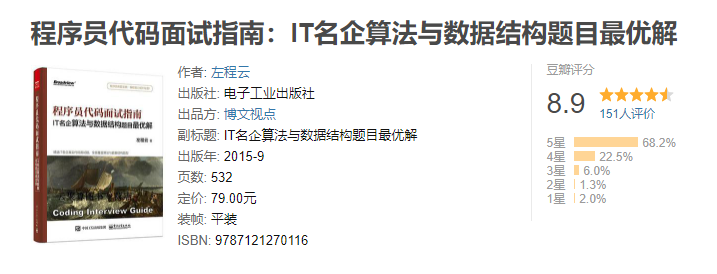 程序员代码面试指南：IT名企算法与数据结构题目最优解
程序员代码面试指南
IT名企算法与数据结构题目最优解
Coding Interview Guide
电子工业出版社
作者: 左程云
出版社: 电子工业出版社
出品方: 博文视点
副标题: IT名企算法与数据结构题目最优解
出版年: 2015-9
页数: 532
定价: 79.00元
装帧: 平装
ISBN: 9787121270116
豆瓣评分
8.9
151人评价
5星 68.2%
4星 22.5%
3星 6.0%
2星 1.3%
1星 2.0%